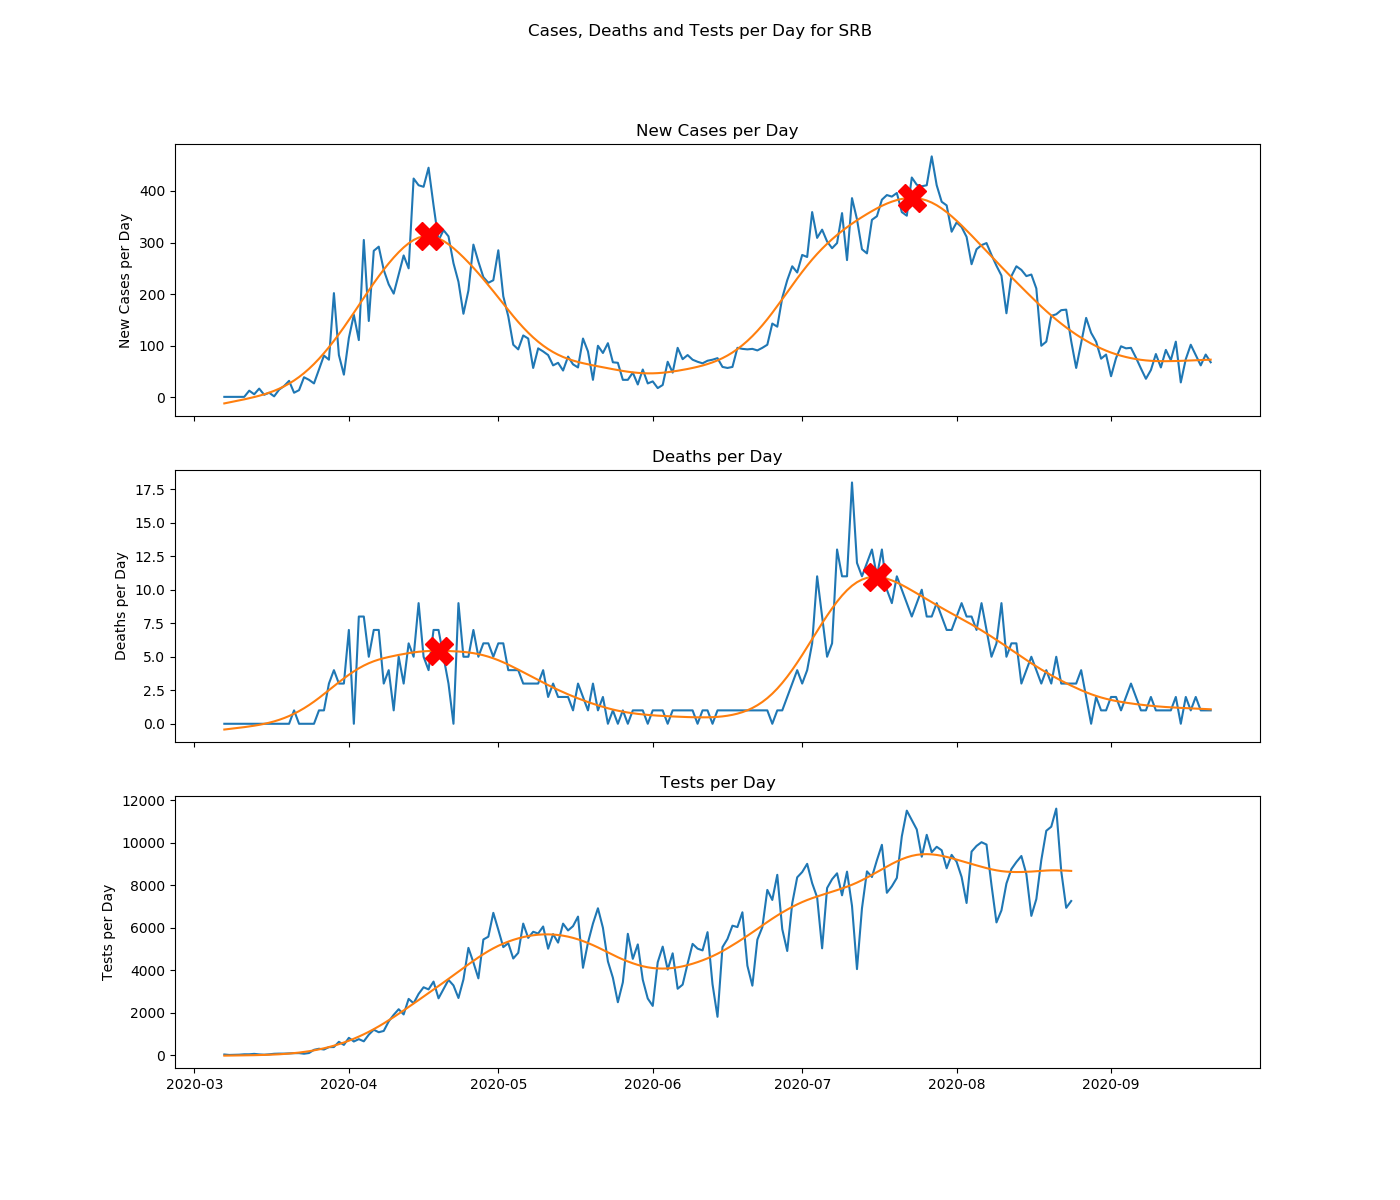 Cases, Deaths and Tests per Day for SRB
New Cases per Day
New Cases per Day
400
300
200
100
0
Deaths per Day
Deaths per Day
17.5
15.0
12.5
10.0
7.5
5.0
2.5
0.0
Tests per Day
Tests per Day
12000
10000
8000
6000
4000
2000
0
2020-03 2020-04 2020-05 2020-06 2020-07 2020-08 2020-09